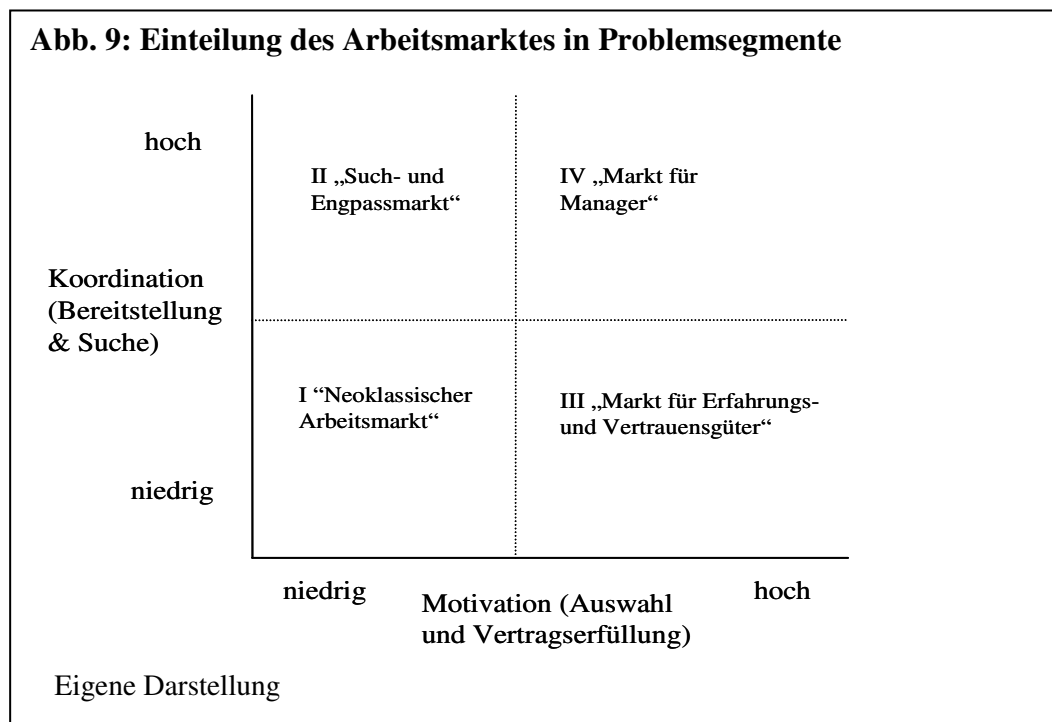 Abb. 9: Einteilung des Arbeitsmarktes in Problemsegmente
hoch
II „Such- und
Engpassmarkt“
IV „Markt für
Manager“
Koordination
(Bereitstellung
& Suche)
I “Neoklassischer
Arbeitsmarkt“
III „Markt für Erfahrungs-
und Vertrauensgüter“
niedrig
niedrig
Motivation (Auswahl
und Vertragserfüllung)
hoch
Eigene Darstellung